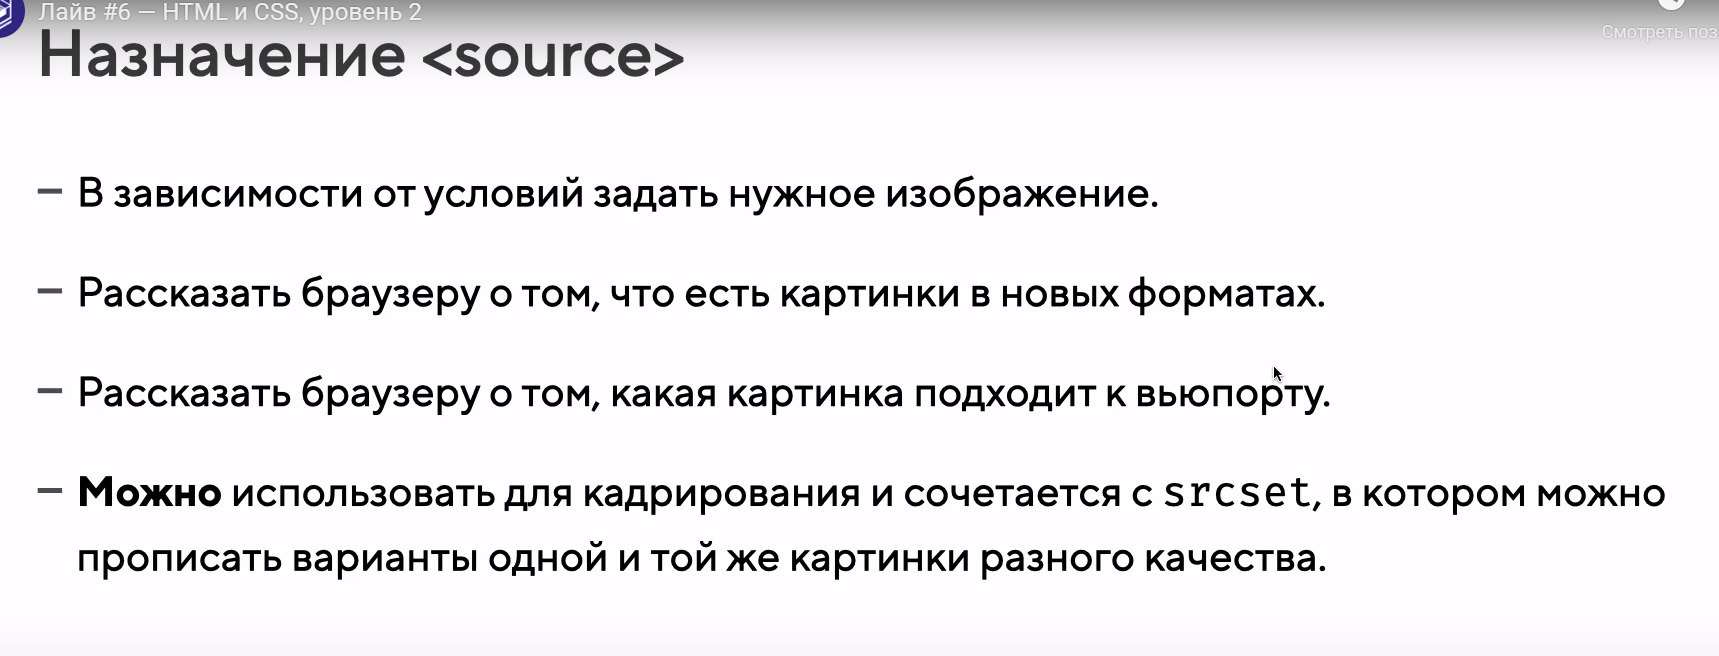 Лайв #6 — HTML и CSS, уровень 2
Смотреть поз
Назначение <source>
— В зависимости от условий задать нужное изображение.
— Рассказать браузеру о том, что есть картинки в новых форматах.
— Рассказать браузеру о том, какая картинка подходит к вьюпорту.
— Можно использовать для кадрирования и сочетается с srcset, в котором можно
прописать варианты одной и той же картинки разного качества.